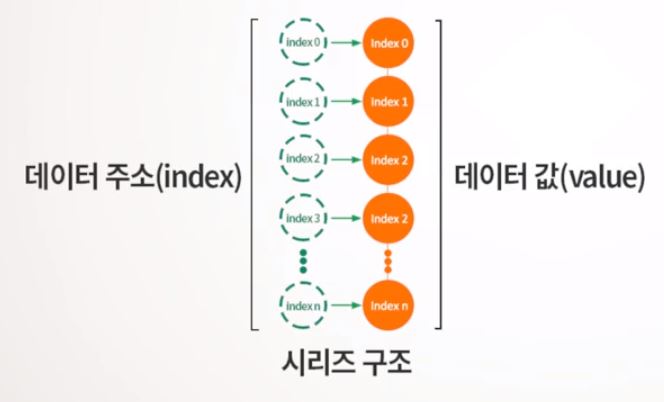 index 0 Index 0
index 1 Index 1
index 2 Index 2
데이터 주소(index) 데이터 값(value)
index 3 Index 2
index n Index n
시리즈 구조